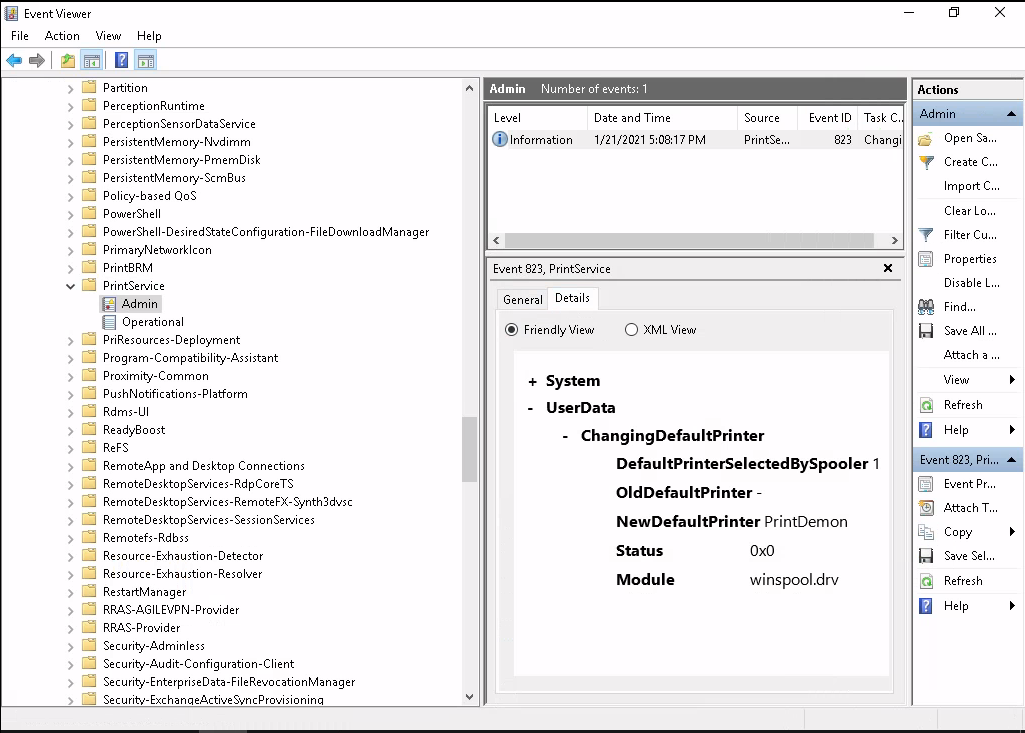 Event Viewer
File Action View Help
Partition
PerceptionRuntime
PerceptionSensorDataService
PersistentMemory-Nvdimm
PersistentMemory-PmemDisk
PersistentMemory-ScmBus
Policy-based QoS
PowerShell
PowerShell-DesiredStateConfiguration-FileDownloadManager
PrimaryNetworkIcon
PrintBRM
PrintService
Admin
Operational
PriResources-Deployment
Program-Compatibility-Assistant
Proximity-Common
PushNotifications-Platform
Rdms-UI
ReadyBoost
ReFS
RemoteApp and Desktop Connections
RemoteDesktopServices-RdpCoreTS
RemoteDesktopServices-RemoteFX-Synth3dvsc
RemoteDesktopServices-SessionServices
Remotefs-Rdbss
Resource-Exhaustion-Detector
Resource-Exhaustion-Resolver
RestartManager
RRAS-AGILEVPN-Provider
RRAS-Provider
Security-Adminless
Security-Audit-Configuration-Client
Security-EnterpriseData-FileRevocationManager
Security-ExchangeActiveSyncProvisioning
Admin Number of events: 1
Level Date and Time Source Event ID Task C...
Information 1/21/2021 5:08:17 PM PrintSe... 823 Changi
Event 823, PrintService
General Details
Friendly View XML View
+ System
- UserData
- ChangingDefaultPrinter
DefaultPrinterSelectedBySpooler 1
OldDefaultPrinter -
NewDefaultPrinter PrintDemon
Status 0x0
Module winspool.drv
Actions
Admin
Open Sa...
Create C...
Import C...
Clear Lo...
Filter Cu...
Properties
Disable L...
Find...
Save All ...
Attach a ...
View
Refresh
Help
Event 823, Pri...
Event Pr...
Attach T...
Copy
Save Sel...
Refresh
Help